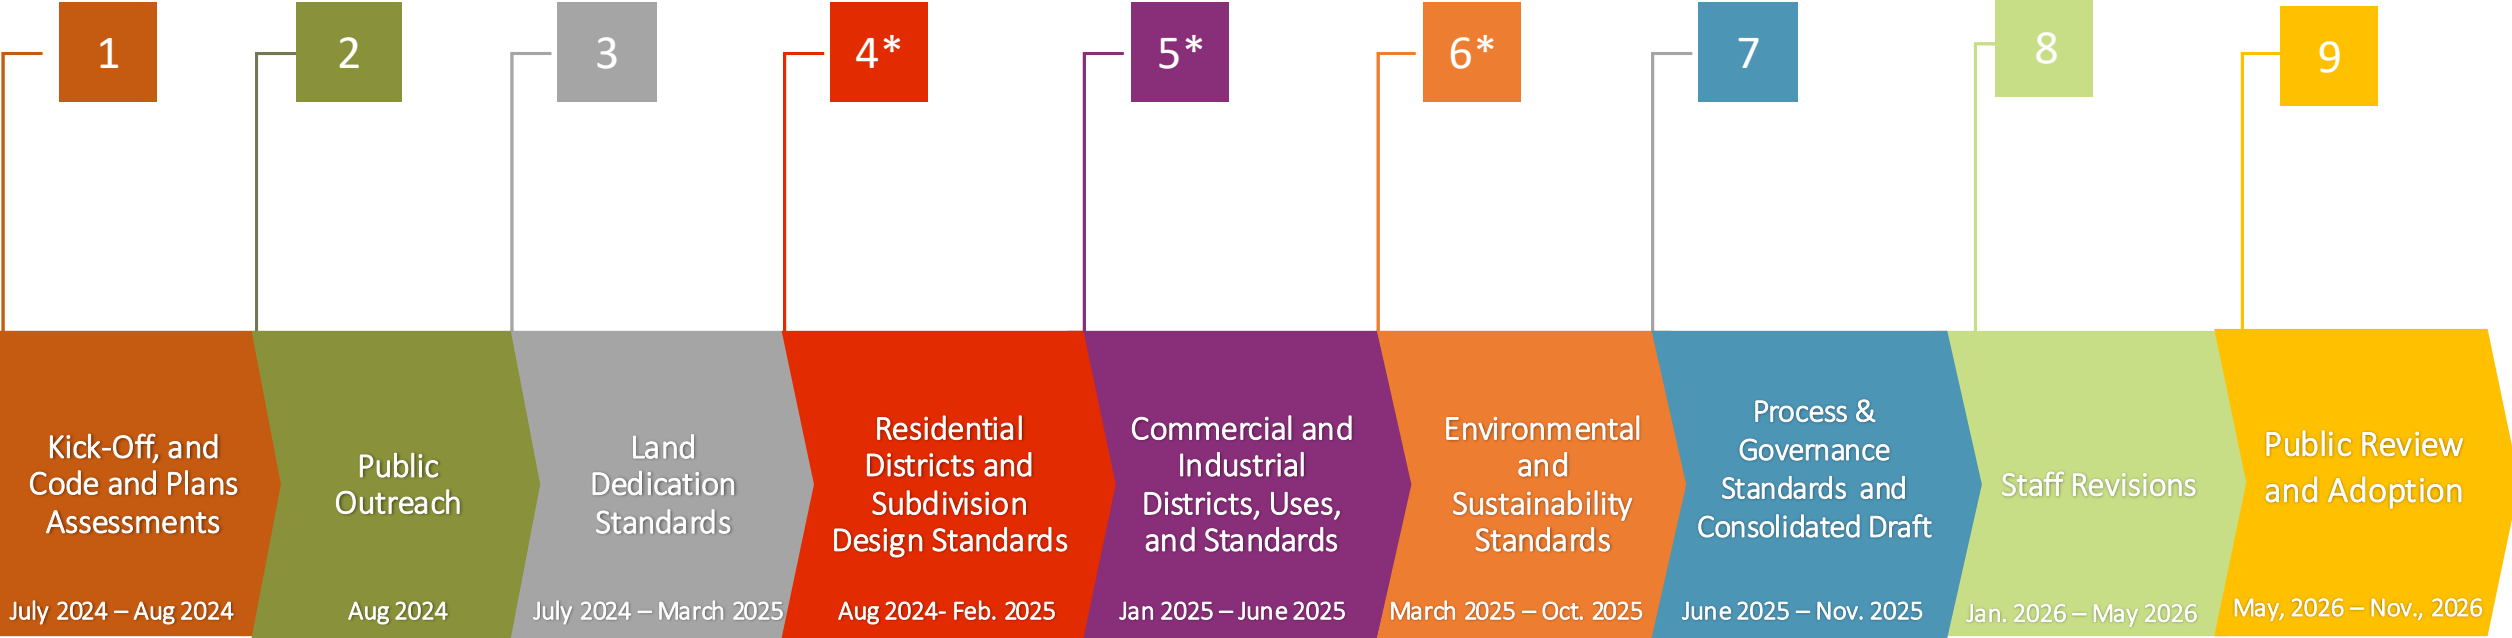 1
2
3
4*
5*
6*
7
8
9
Kick-Off, and
Code and Plans
Assessments
July 2024 – Aug 2024
Public
Outreach
Aug 2024
Land
Dedication
Standards
July 2024 – March 2025
Residential
Districts and
Subdivision
Design Standards
Aug 2024- Feb. 2025
Commercial and
Industrial
Districts, Uses,
and Standards
Jan 2025 – June 2025
Environmental
and
Sustainability
Standards
March 2025 – Oct. 2025
Process &
Governance
Standards and
Consolidated Draft
June 2025 – Nov. 2025
Staff Revisions
Jan. 2026 – May 2026
Public Review
and Adoption
May, 2026 – Nov., 2026